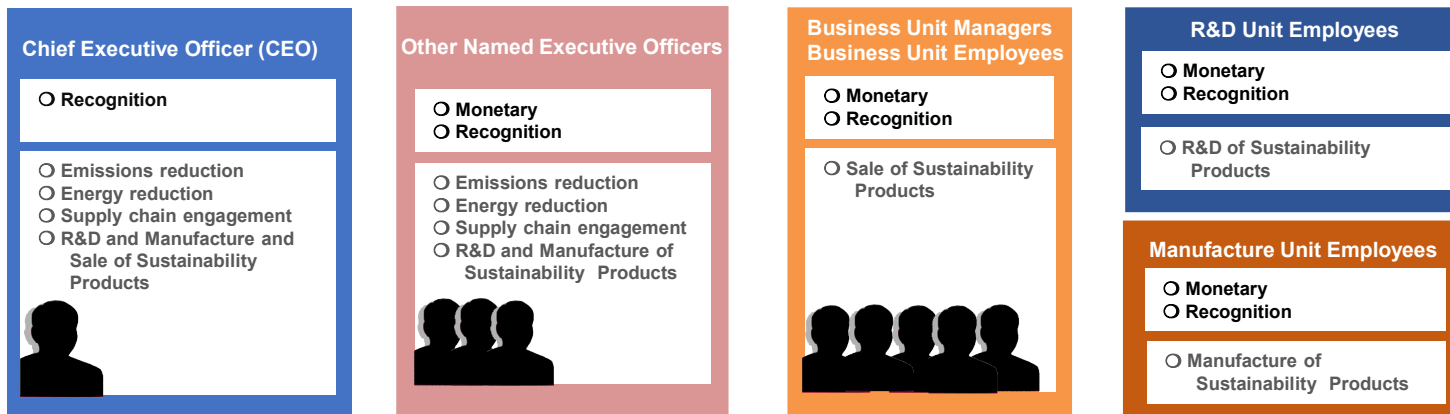 Chief Executive Officer (CEO)
❍ Recognition
❍ Emissions reduction
❍ Energy reduction
❍ Supply chain engagement
❍ R&D and Manufacture and
Sale of Sustainability
Products
Other Named Executive Officers
❍ Monetary
❍ Recognition
❍ Emissions reduction
❍ Energy reduction
❍ Supply chain engagement
❍ R&D and Manufacture of
Sustainability Products
Business Unit Managers
Business Unit Employees
❍ Monetary
❍ Recognition
❍ Sale of Sustainability
Products
R&D Unit Employees
❍ Monetary
❍ Recognition
❍ R&D of Sustainability
Products
Manufacture Unit Employees
❍ Monetary
❍ Recognition
❍ Manufacture of
Sustainability Products